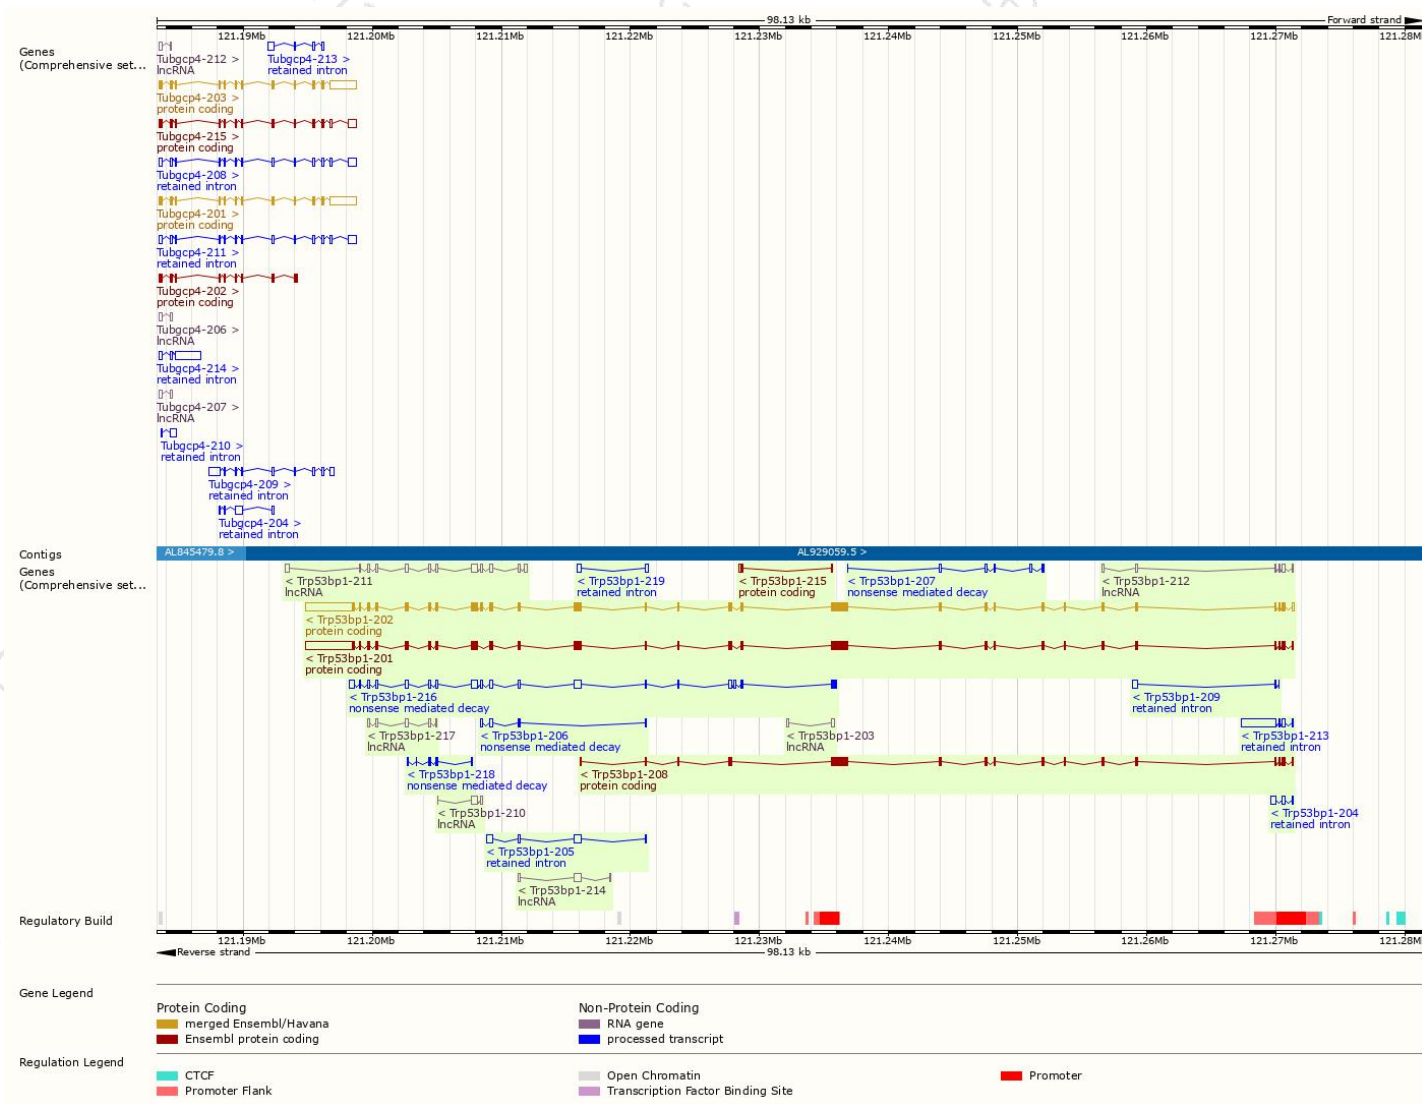 98.13 kb
Forward strand
121.19Mb 121.20Mb 121.21Mb 121.22Mb 121.23Mb 121.24Mb 121.25Mb 121.26Mb 121.27Mb 121.28M
Genes
(Comprehensive set...
Tubgcp4-212 > Tubgcp4-213 >
lncRNA retained intron
Tubgcp4-203 >
protein coding
Tubgcp4-215 >
protein coding
Tubgcp4-208 >
retained intron
Tubgcp4-201 >
protein coding
Tubgcp4-211 >
retained intron
Tubgcp4-202 >
protein coding
Tubgcp4-206 >
lncRNA
Tubgcp4-214 >
retained intron
Tubgcp4-207 >
lncRNA
Tubgcp4-210 >
retained intron
Tubgcp4-209 >
retained intron
Tubgcp4-204 >
retained intron
Contigs AL845479.8 > AL929059.5 >
Genes
(Comprehensive set...
< Trp53bp1-211 < Trp53bp1-219 < Trp53bp1-215 < Trp53bp1-207 < Trp53bp1-212
lncRNA retained intron protein coding nonsense mediated decay lncRNA
< Trp53bp1-202
protein coding
< Trp53bp1-201
protein coding
< Trp53bp1-216 < Trp53bp1-209
nonsense mediated decay retained intron
< Trp53bp1-217 < Trp53bp1-206 < Trp53bp1-203 < Trp53bp1-213
lncRNA nonsense mediated decay lncRNA retained intron
< Trp53bp1-218 < Trp53bp1-208
nonsense mediated decay protein coding
< Trp53bp1-210 < Trp53bp1-204
lncRNA retained intron
< Trp53bp1-205
retained intron
< Trp53bp1-214
lncRNA
Regulatory Build
121.19Mb 121.20Mb 121.21Mb 121.22Mb 121.23Mb 121.24Mb 121.25Mb 121.26Mb 121.27Mb 121.28M
Reverse strand 98.13 kb
Gene Legend
Protein Coding Non-Protein Coding
merged Ensembl/Havana RNA gene
Ensembl protein coding processed transcript
Regulation Legend
CTCF Open Chromatin Promoter
Promoter Flank Transcription Factor Binding Site